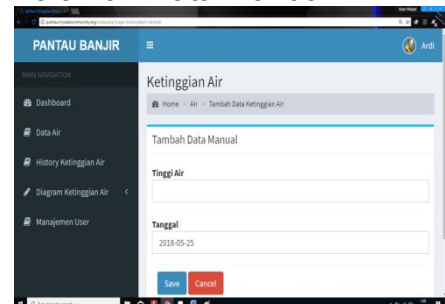 PANTAU BANJIR
Ardi
MAIN NAVIGATION
Dashboard
Data Air
History Ketinggian Air
Diagram Ketinggian Air
Manajemen User
Ketinggian Air
Home > Air > Tambah Data Ketinggian Air
Tambah Data Manual
Tinggi Air
Tanggal
2018-05-25
Save Cancel